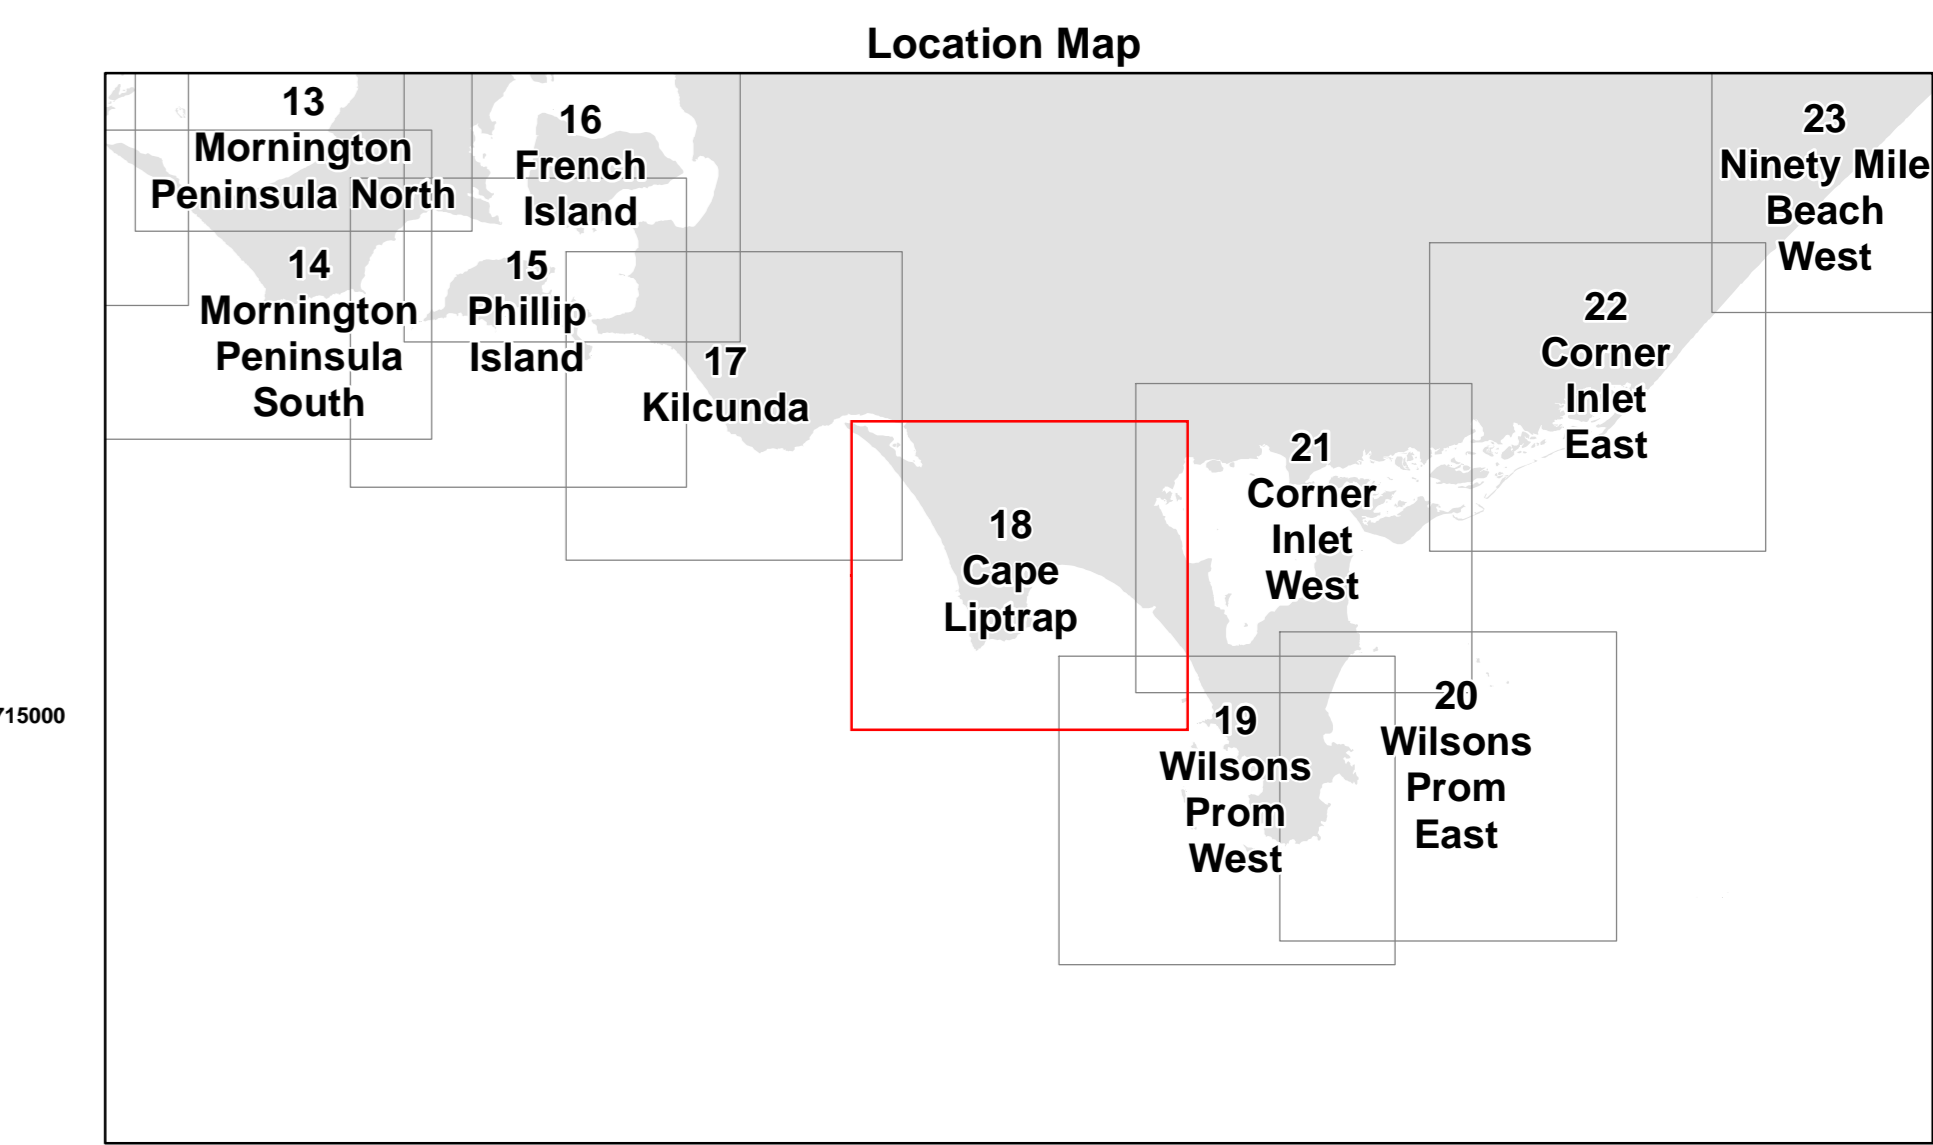 Location Map
13
Mornington
Peninsula North
16
French
Island
23
Ninety Mile
Beach
West
14
Mornington
Peninsula
South
15
Phillip
Island
17
Kilcunda
22
Corner
Inlet
East
18
Cape
Liptrap
21
Corner
Inlet
West
19
Wilsons
Prom
West
20
Wilsons
Prom
East
715000